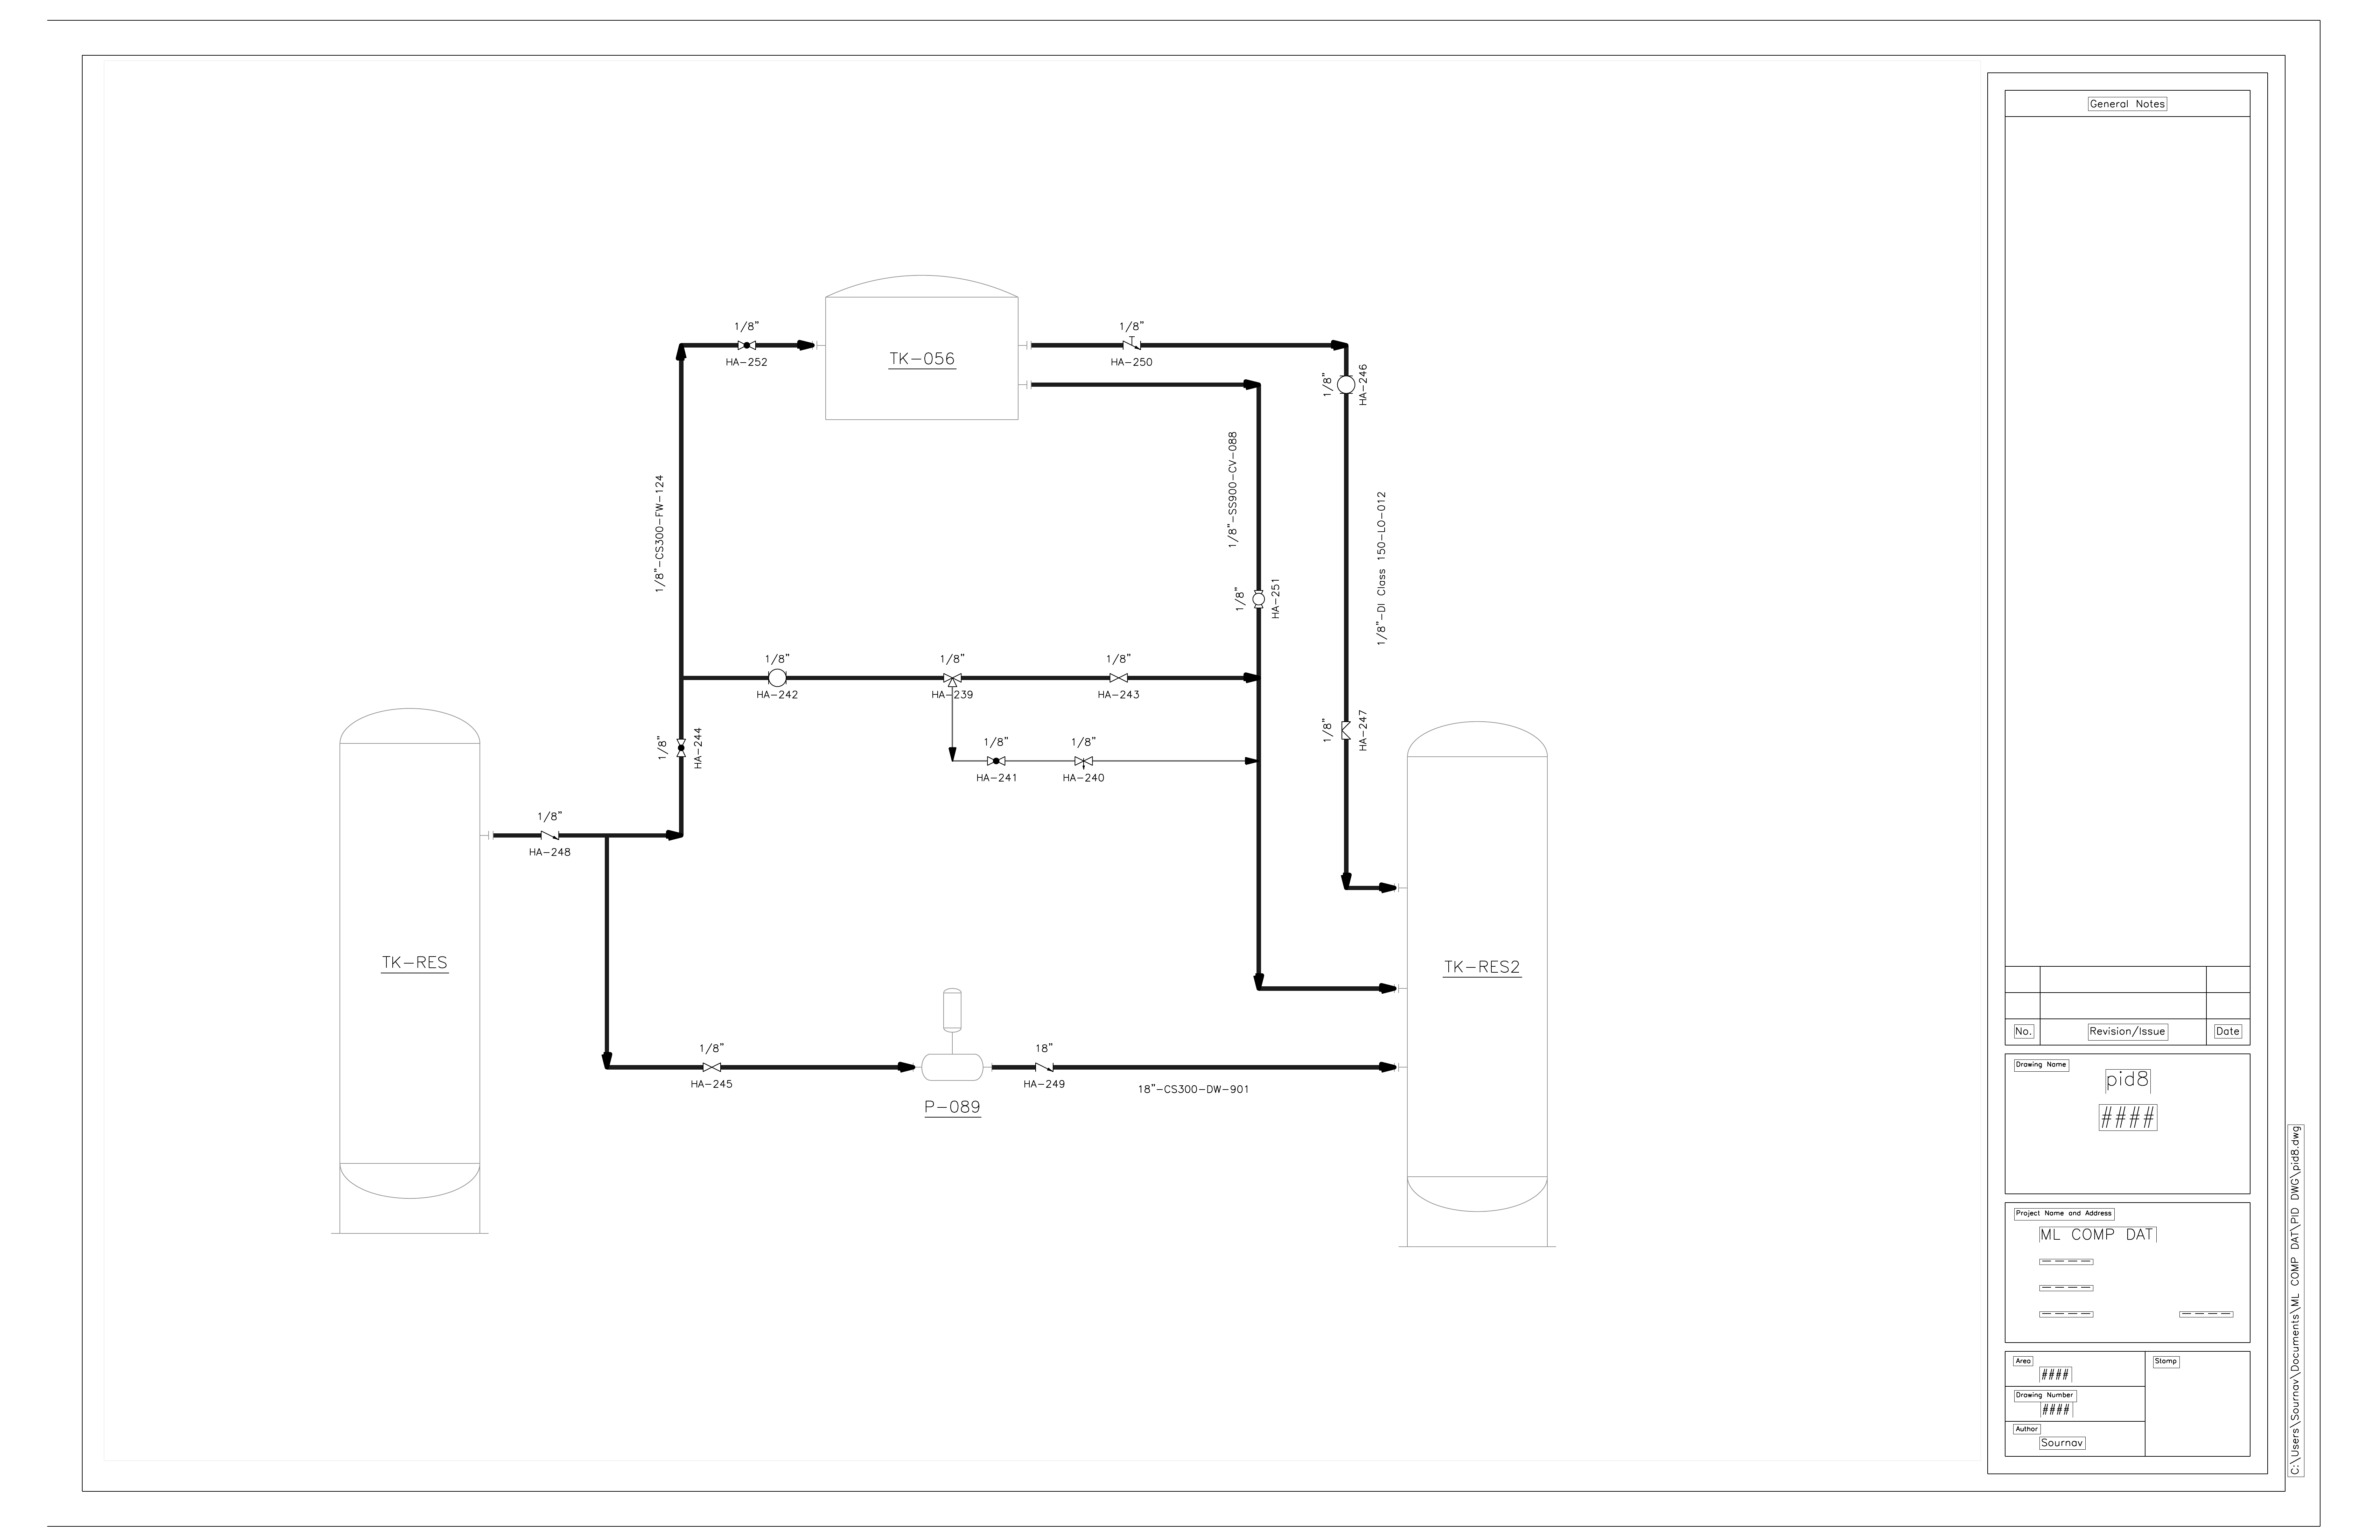 1/8"
HA-252
TK-056
1/8"
HA-250
1/8"
HA-246
1/8"-CS300-FW-124
1/8"-SS900-CV-088
1/8"-DI Class 150-LO-012
1/8"
HA-251
1/8"
HA-242
1/8"
HA-239
1/8"
HA-243
1/8"
HA-244
1/8"
HA-241
1/8"
HA-240
1/8"
HA-247
1/8"
HA-248
TK-RES
TK-RES2
1/8"
HA-245
P-089
18"
HA-249
18"-CS300-DW-901
General Notes
No. Revision/Issue Date
Drawing Name
pid8
####
Project Name and Address
ML COMP DAT
----
----
---- ----
Area
####
Stamp
Drawing Number
####
Author
Sournav
C:\Users\Sournav\Documents\ML COMP DAT\PID DWG\pid8.dwg